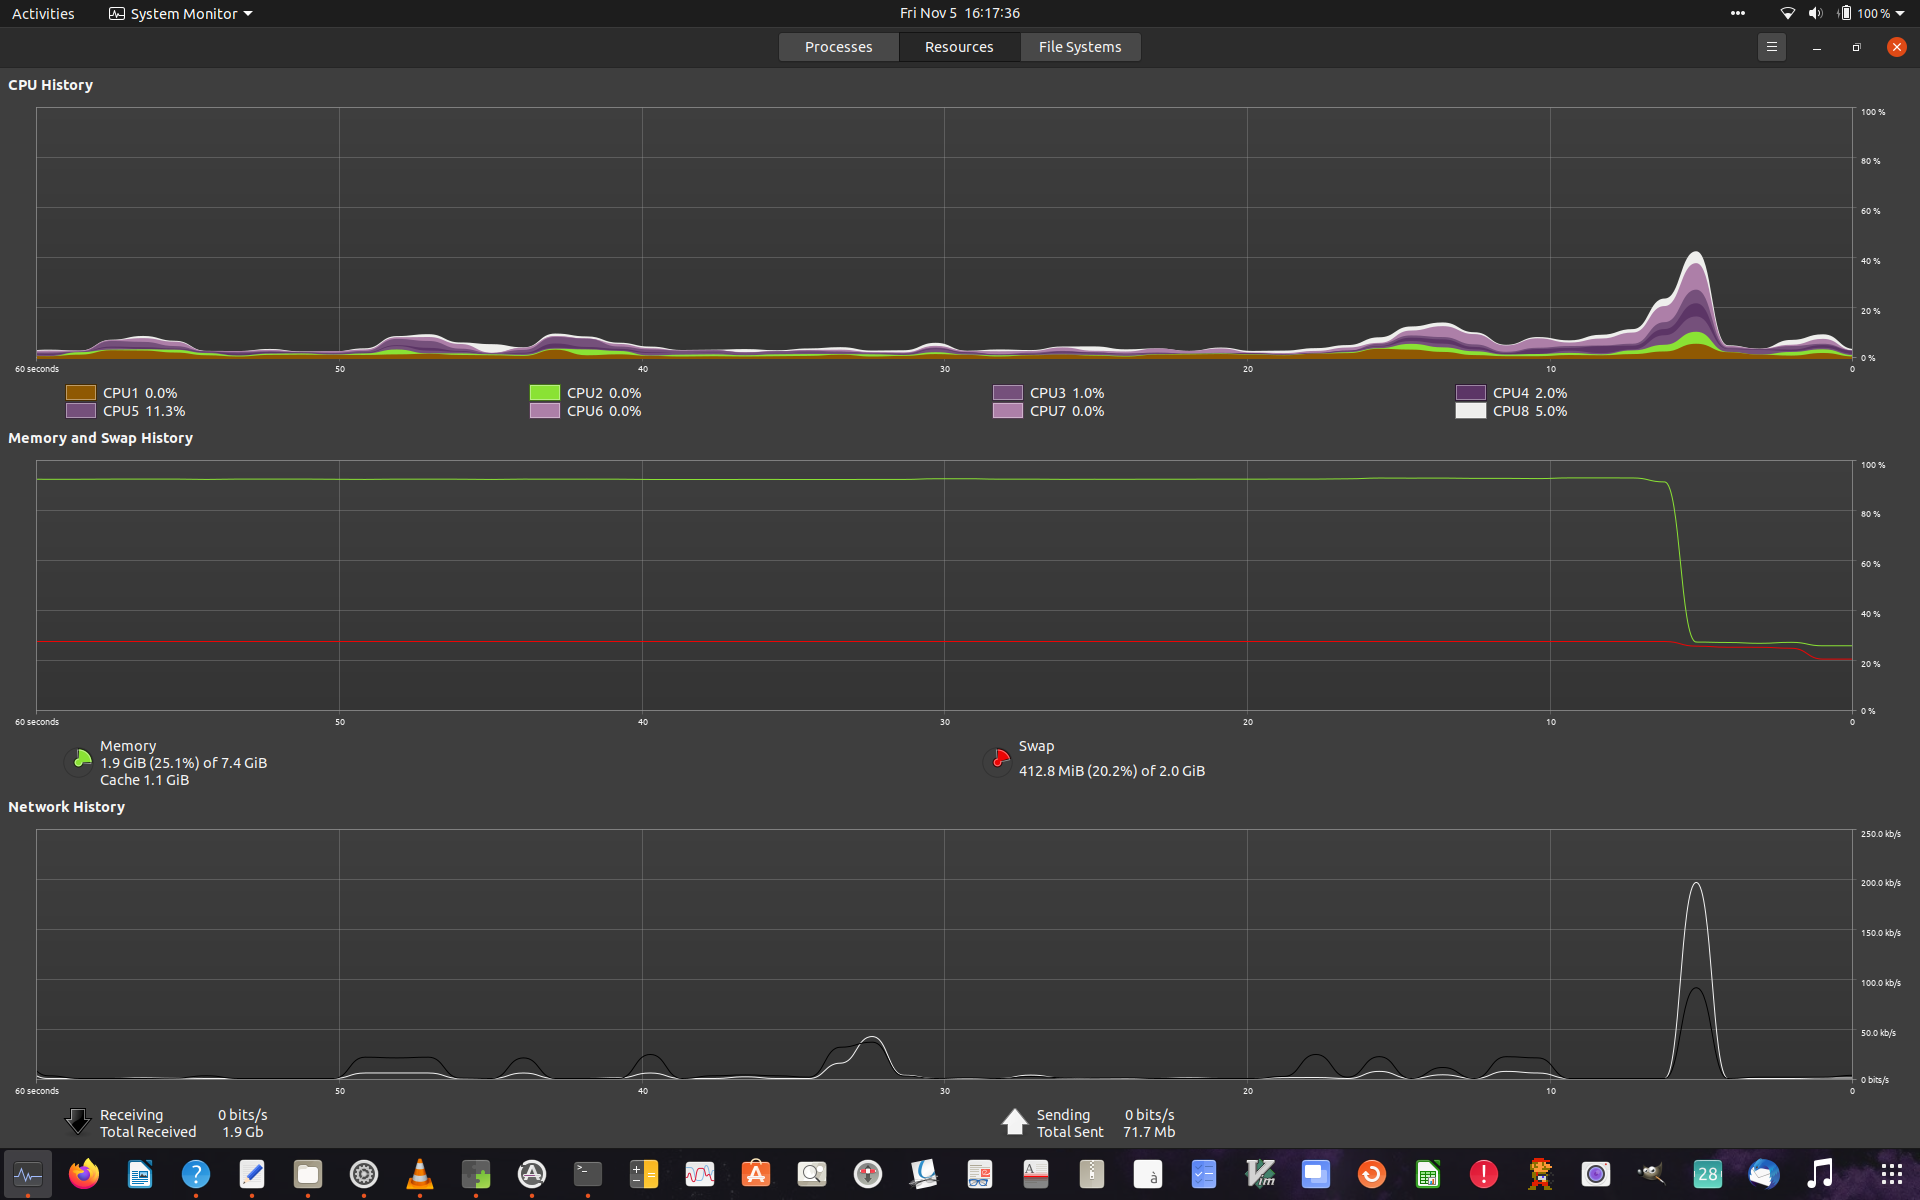 Activities System Monitor Fri Nov 5 16:17:36 100 %
Processes Resources File Systems
CPU History
100 %
80 %
60 %
40 %
20 %
0 %
60 seconds 50 40 30 20 10 0
CPU1 0.0% CPU2 0.0% CPU3 1.0% CPU4 2.0%
CPU5 11.3% CPU6 0.0% CPU7 0.0% CPU8 5.0%
Memory and Swap History
100 %
80 %
60 %
40 %
20 %
0 %
60 seconds 50 40 30 20 10 0
Memory
1.9 GiB (25.1%) of 7.4 GiB
Cache 1.1 GiB
Swap
412.8 MiB (20.2%) of 2.0 GiB
Network History
250.0 kb/s
200.0 kb/s
150.0 kb/s
100.0 kb/s
50.0 kb/s
0 bits/s
60 seconds 50 40 30 20 10 0
Receiving 0 bits/s Sending 0 bits/s
Total Received 1.9 Gb Total Sent 71.7 Mb
28